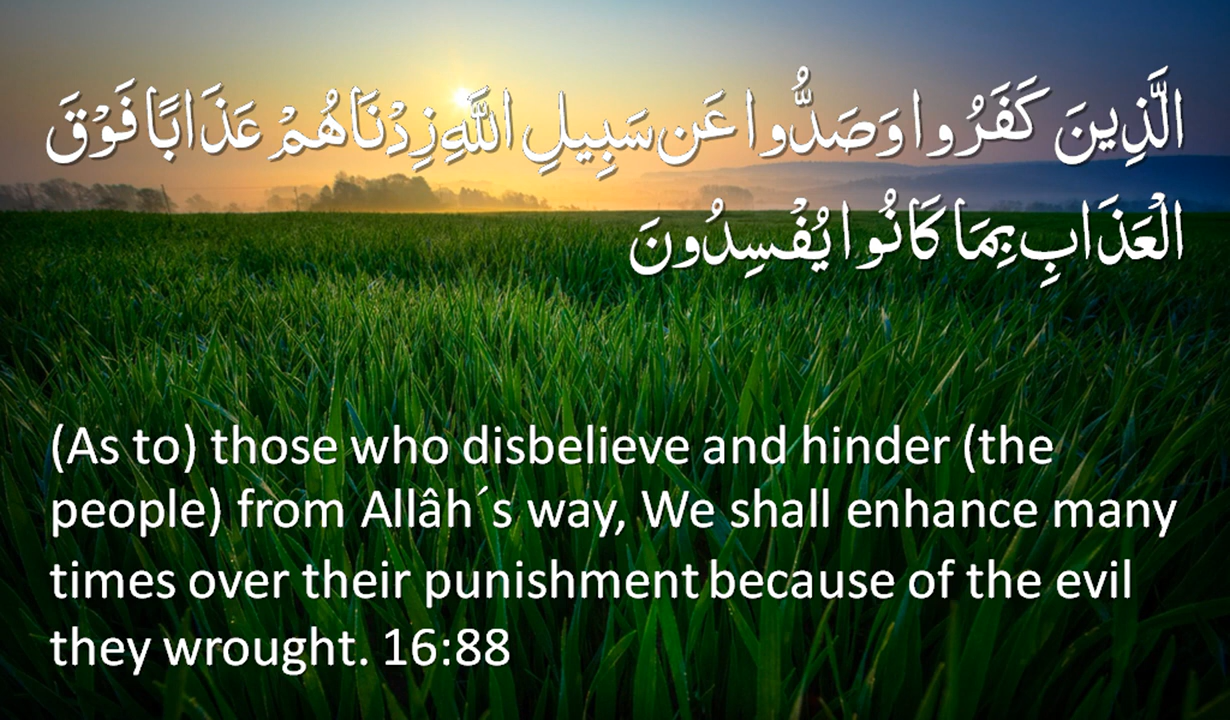 الَّذِينَ كَفَرُوا وَصَدُّوا عَن سَبِيلِ اللَّهِ زِدْنَاهُمْ عَذَابًا فَوْقَ
الْعَذَابِ بِمَا كَانُوا يُفْسِدُونَ
(As to) those who disbelieve and hinder (the
people) from Allâh´s way, We shall enhance many
times over their punishment because of the evil
they wrought. 16:88